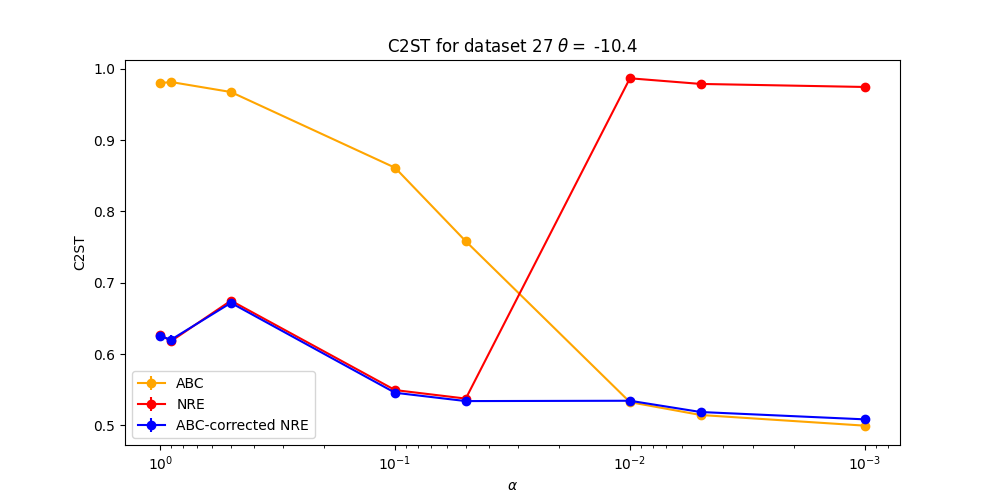 C2ST for dataset 27 θ = -10.4
1.0
0.9
0.8
0.7
0.6
0.5
C2ST
ABC
NRE
ABC-corrected NRE
10⁰
10⁻¹
10⁻²
10⁻³
α